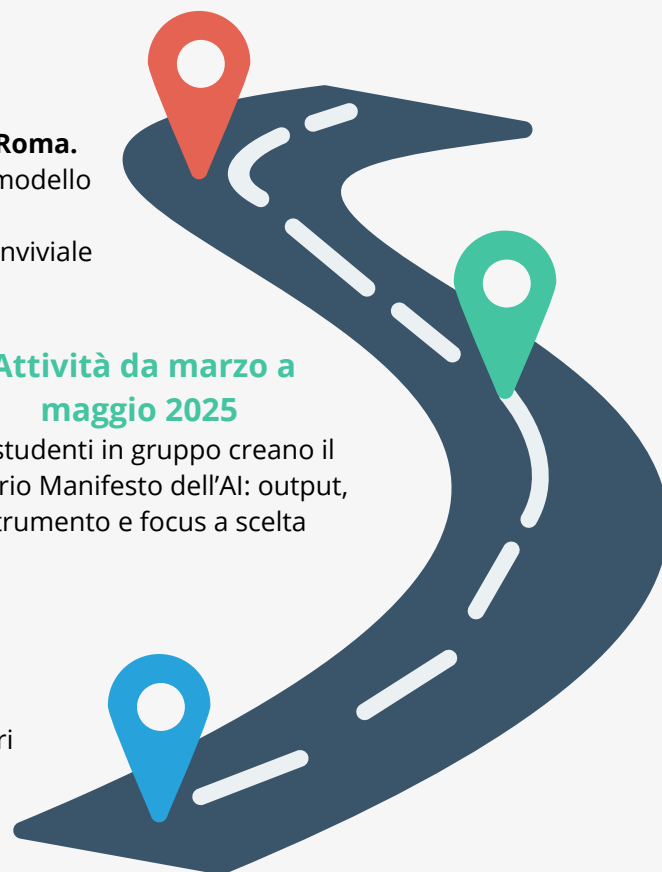 Roma.
modello
nviviale
Attività da marzo a
maggio 2025
studenti in gruppo creano il
rio Manifesto dell'AI: output,
trumento e focus a scelta
ri